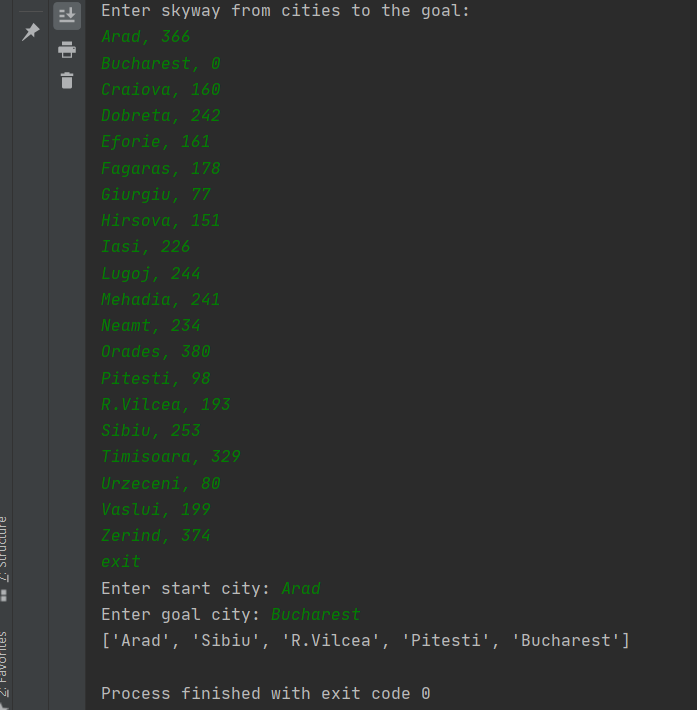 Enter skyway from cities to the goal:
Arad, 366
Bucharest, 0
Craiova, 160
Dobreta, 242
Eforie, 161
Fagaras, 178
Giurgiu, 77
Hirsova, 151
Iasi, 226
Lugoj, 244
Mehadia, 241
Neamt, 234
Orades, 380
Pitesti, 98
R.Vilcea, 193
Sibiu, 253
Timisoara, 329
Urzeceni, 80
Vaslui, 199
Zerind, 374
exit
Enter start city: Arad
Enter goal city: Bucharest
['Arad', 'Sibiu', 'R.Vilcea', 'Pitesti', 'Bucharest']
Process finished with exit code 0
7: Structure
2: Favorites